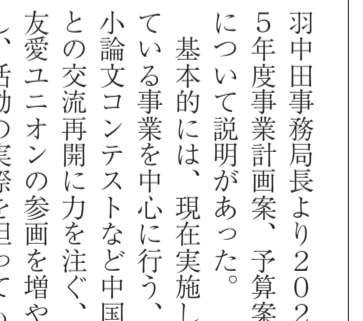 羽中田事務局長より２０２
５年度事業計画案、予算案
について説明があった。
　基本的には、現在実施し
ている事業を中心に行う、
小論文コンテストなど中国
との交流再開に力を注ぐ、
友愛ユニオンの参画を増や
し、活動の実際を担っても